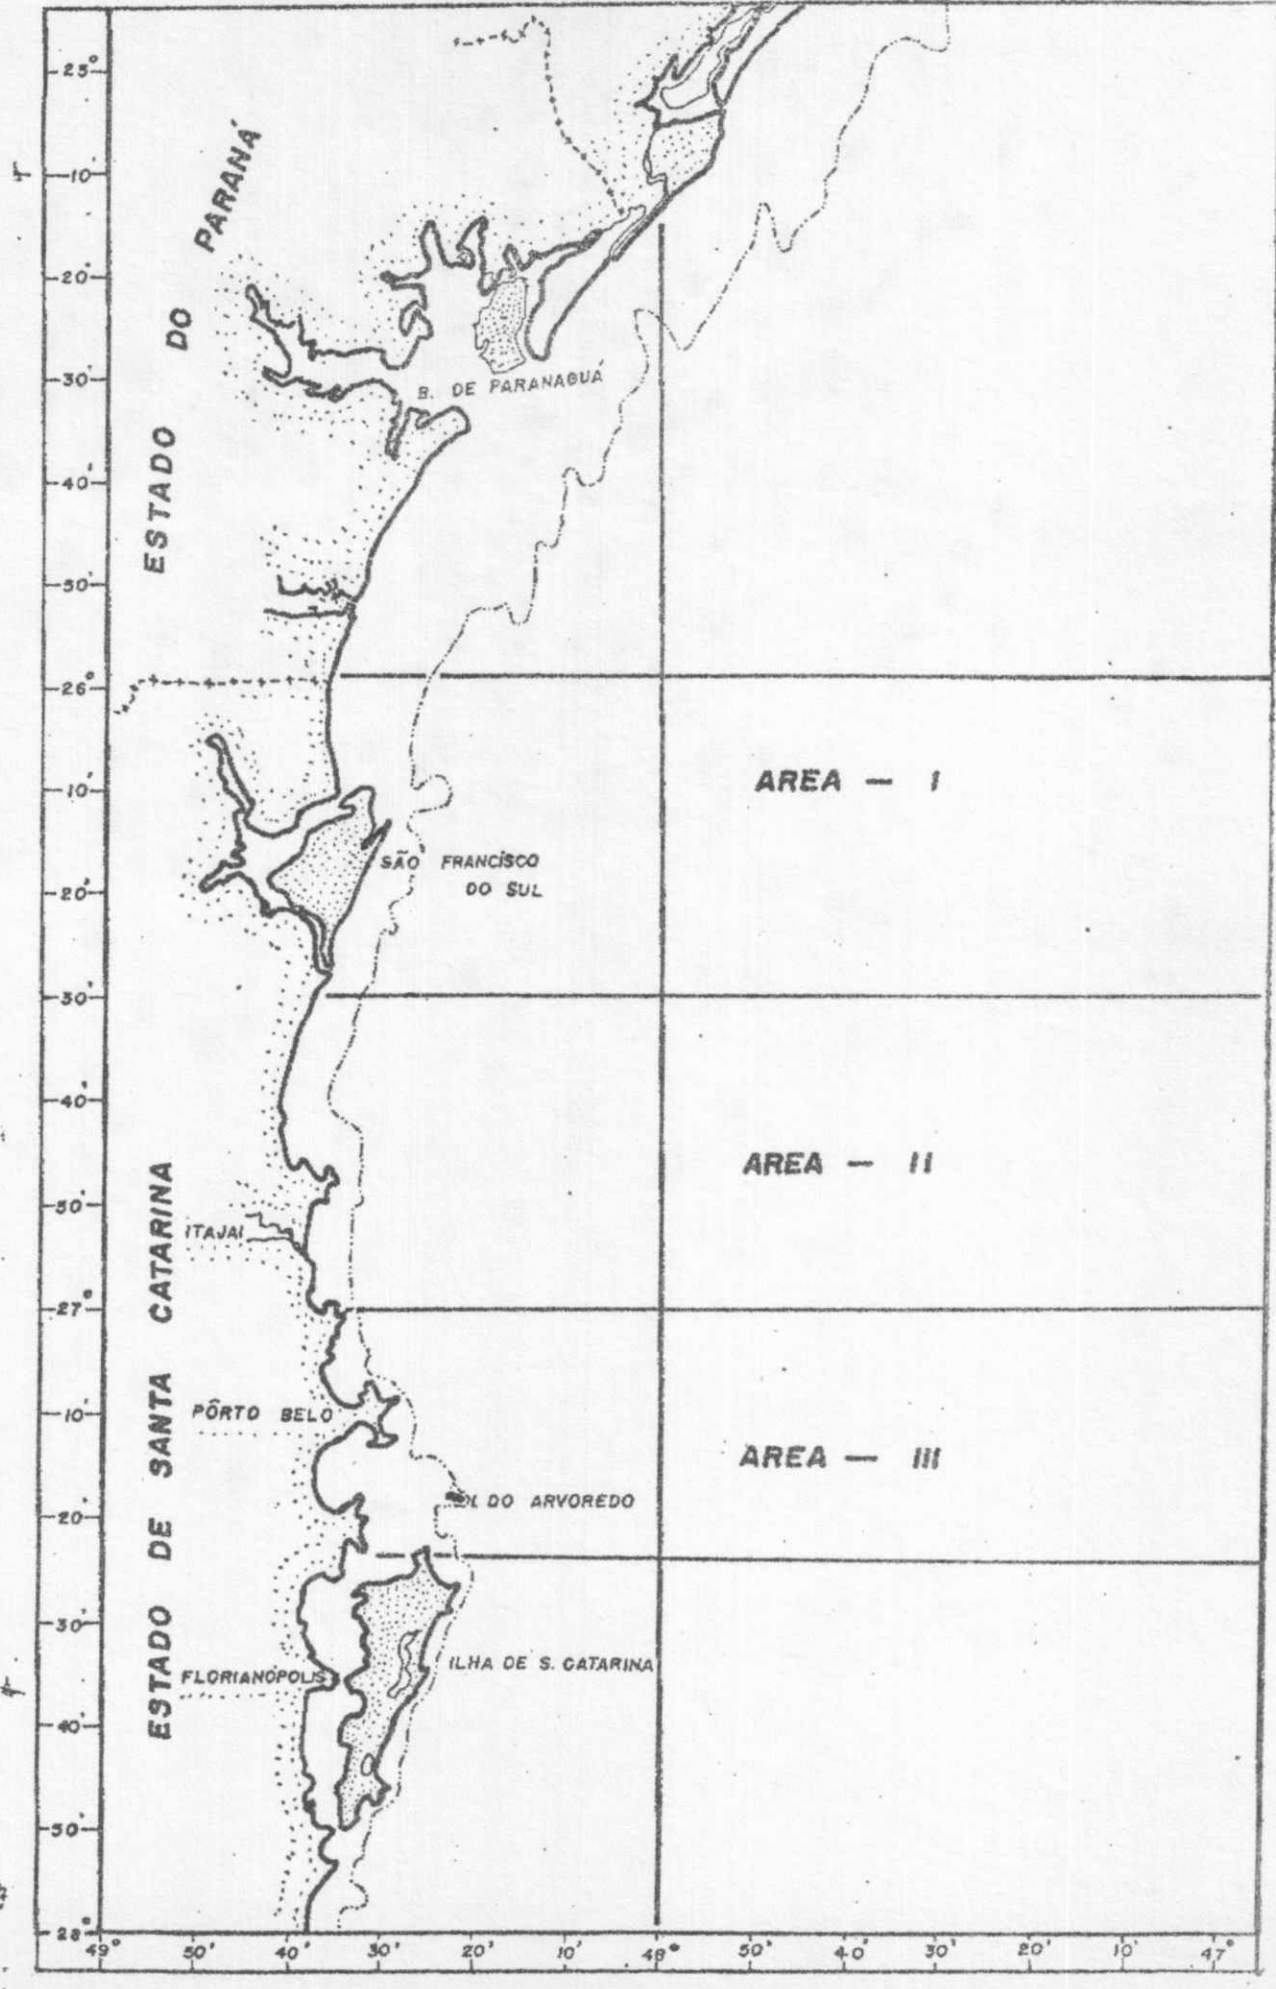 25°
10'
20'
30'
40'
50'
26°
10'
20'
30'
40'
50'
27°
10'
20'
30'
40'
50'
28°
ESTADO DO PARANÁ
B. DE PARANAGUÁ
AREA — I
SÃO FRANCISCO
DO SUL
AREA — II
ESTADO DE SANTA CATARINA
ITAJAI
PÔRTO BELO
AREA — III
I. DO ARVOREDO
FLORIANÓPOLIS
ILHA DE S. CATARINA
49° 50' 40' 30' 20' 10' 48° 50' 40' 30' 20' 10' 47°